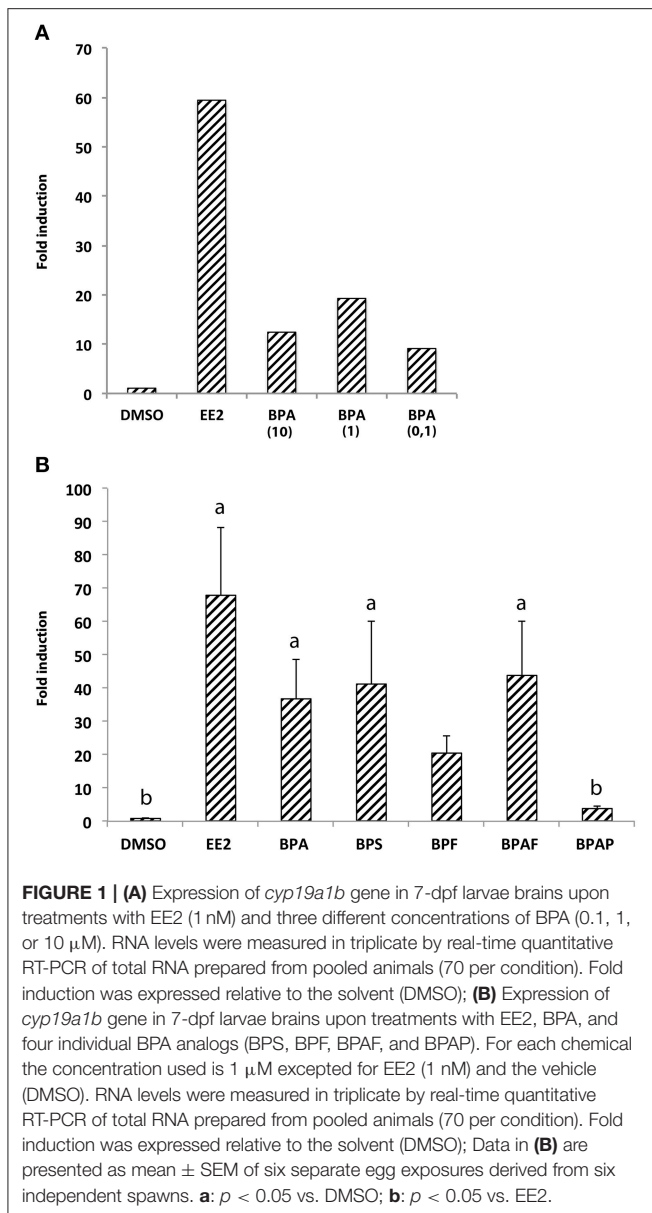 A
70
60
50
40
30
20
10
0
Fold induction
DMSO EE2 BPA BPA BPA
(10) (1) (0,1)
B
100
90
80
70
60
50
40
30
20
10
0
Fold induction
b a a a a b
DMSO EE2 BPA BPS BPF BPAF BPAP
FIGURE 1 | (A) Expression of cyp19a1b gene in 7-dpf larvae brains upon
treatments with EE2 (1 nM) and three different concentrations of BPA (0.1, 1,
or 10 μM). RNA levels were measured in triplicate by real-time quantitative
RT-PCR of total RNA prepared from pooled animals (70 per condition). Fold
induction was expressed relative to the solvent (DMSO); (B) Expression of
cyp19a1b gene in 7-dpf larvae brains upon treatments with EE2, BPA, and
four individual BPA analogs (BPS, BPF, BPAF, and BPAP). For each chemical
the concentration used is 1 μM excepted for EE2 (1 nM) and the vehicle
(DMSO). RNA levels were measured in triplicate by real-time quantitative
RT-PCR of total RNA prepared from pooled animals (70 per condition). Fold
induction was expressed relative to the solvent (DMSO); Data in (B) are
presented as mean ± SEM of six separate egg exposures derived from six
independent spawns. a: p < 0.05 vs. DMSO; b: p < 0.05 vs. EE2.